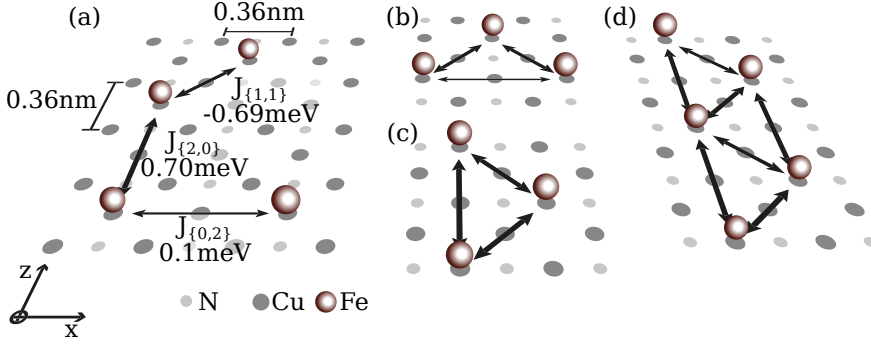 (a)
0.36nm
(b)
(d)
0.36nm
J{1,1}
-0.69meV
J{2,0}
0.70meV
(c)
J{0,2}
0.1meV
z
x
N
Cu
Fe